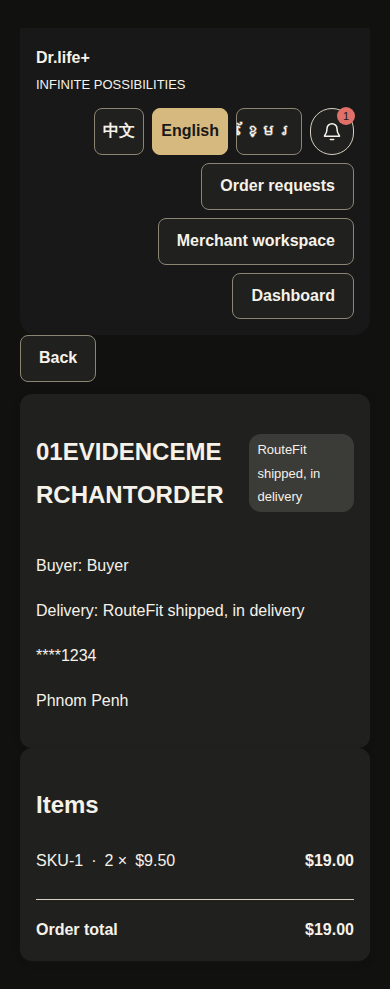 Dr.life+
INFINITE POSSIBILITIES
中文 English ខ្មែរ 1
Order requests
Merchant workspace
Dashboard
Back
01EVIDENCEME
RCHANTORDER
RouteFit
shipped, in
delivery
Buyer: Buyer
Delivery: RouteFit shipped, in delivery
****1234
Phnom Penh
Items
SKU-1 · 2 × $9.50 $19.00
Order total $19.00